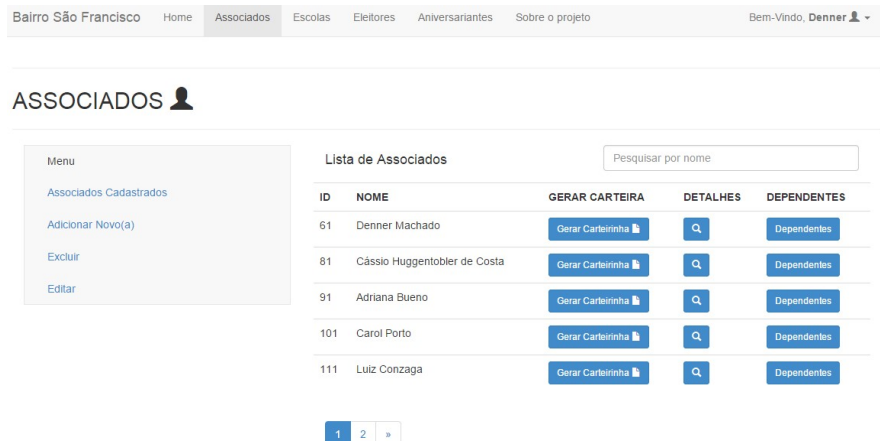 Bairro São Francisco Home Associados Escolas Eleitores Aniversariantes Sobre o projeto Bem-Vindo, Denner
ASSOCIADOS
Menu
Associados Cadastrados
Adicionar Novo(a)
Excluir
Editar
Lista de Associados Pesquisar por nome
ID NOME GERAR CARTEIRA DETALHES DEPENDENTES
61 Denner Machado Gerar Carteirinha Dependentes
81 Cássio Huggentobler de Costa Gerar Carteirinha Dependentes
91 Adriana Bueno Gerar Carteirinha Dependentes
101 Carol Porto Gerar Carteirinha Dependentes
111 Luiz Conzaga Gerar Carteirinha Dependentes
1 2 »